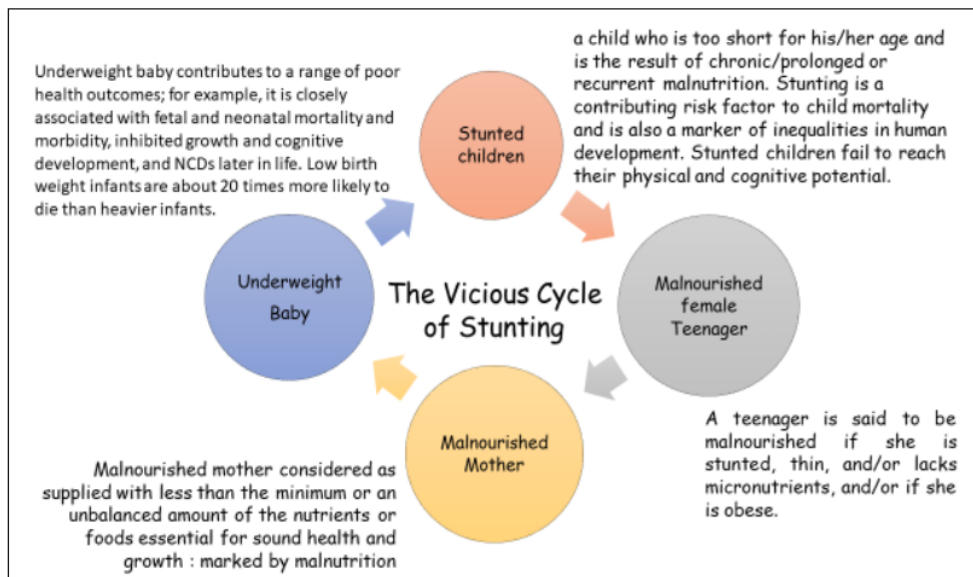 Underweight baby contributes to a range of poor
health outcomes; for example, it is closely
associated with fetal and neonatal mortality and
morbidity, inhibited growth and cognitive
development, and NCDs later in life. Low birth
weight infants are about 20 times more likely to
die than heavier infants.
Stunted
children
a child who is too short for his/her age and
is the result of chronic/prolonged or
recurrent malnutrition. Stunting is a
contributing risk factor to child mortality
and is also a marker of inequalities in human
development. Stunted children fail to reach
their physical and cognitive potential.
Underweight
Baby
The Vicious Cycle
of Stunting
Malnourished
female
Teenager
Malnourished
Mother
A teenager is said to be
malnourished if she is
stunted, thin, and/or lacks
micronutrients, and/or if she
is obese.
Malnourished mother considered as
supplied with less than the minimum or an
unbalanced amount of the nutrients or
foods essential for sound health and
growth : marked by malnutrition